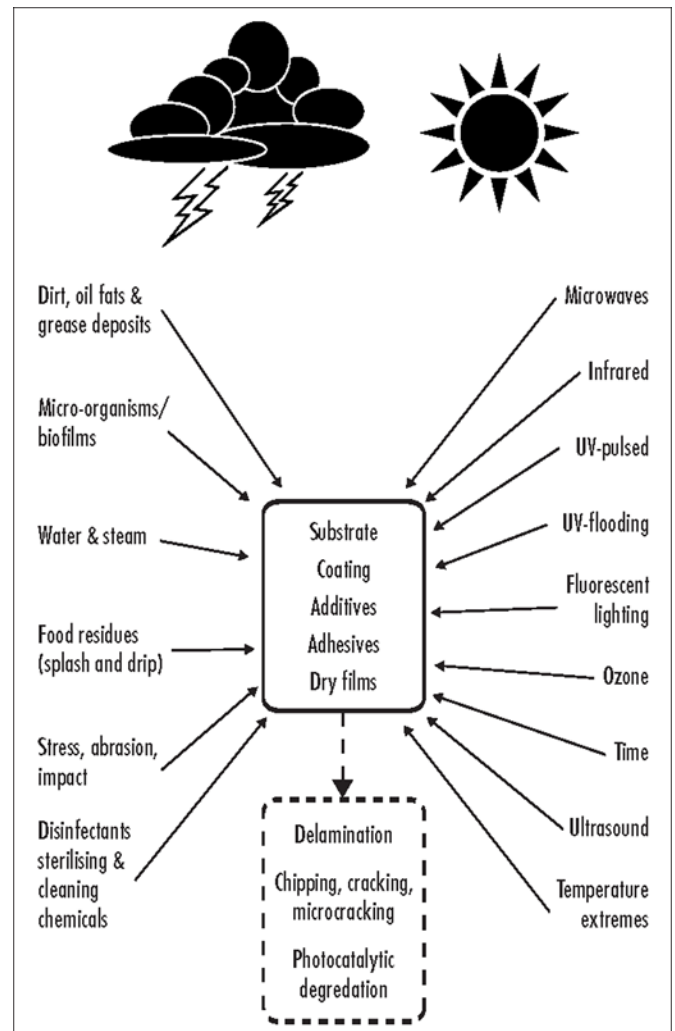 Dirt, oil fats &
grease deposits
Micro-organisms/
biofilms
Water & steam
Food residues
(splash and drip)
Stress, abrasion,
impact
Disinfectants
sterilising &
cleaning
chemicals
Microwaves
Infrared
UV-pulsed
UV-flooding
Fluorescent
lighting
Ozone
Time
Ultrasound
Temperature
extremes
Substrate
Coating
Additives
Adhesives
Dry films
Delamination
Chipping, cracking,
microcracking
Photocatalytic
degredation